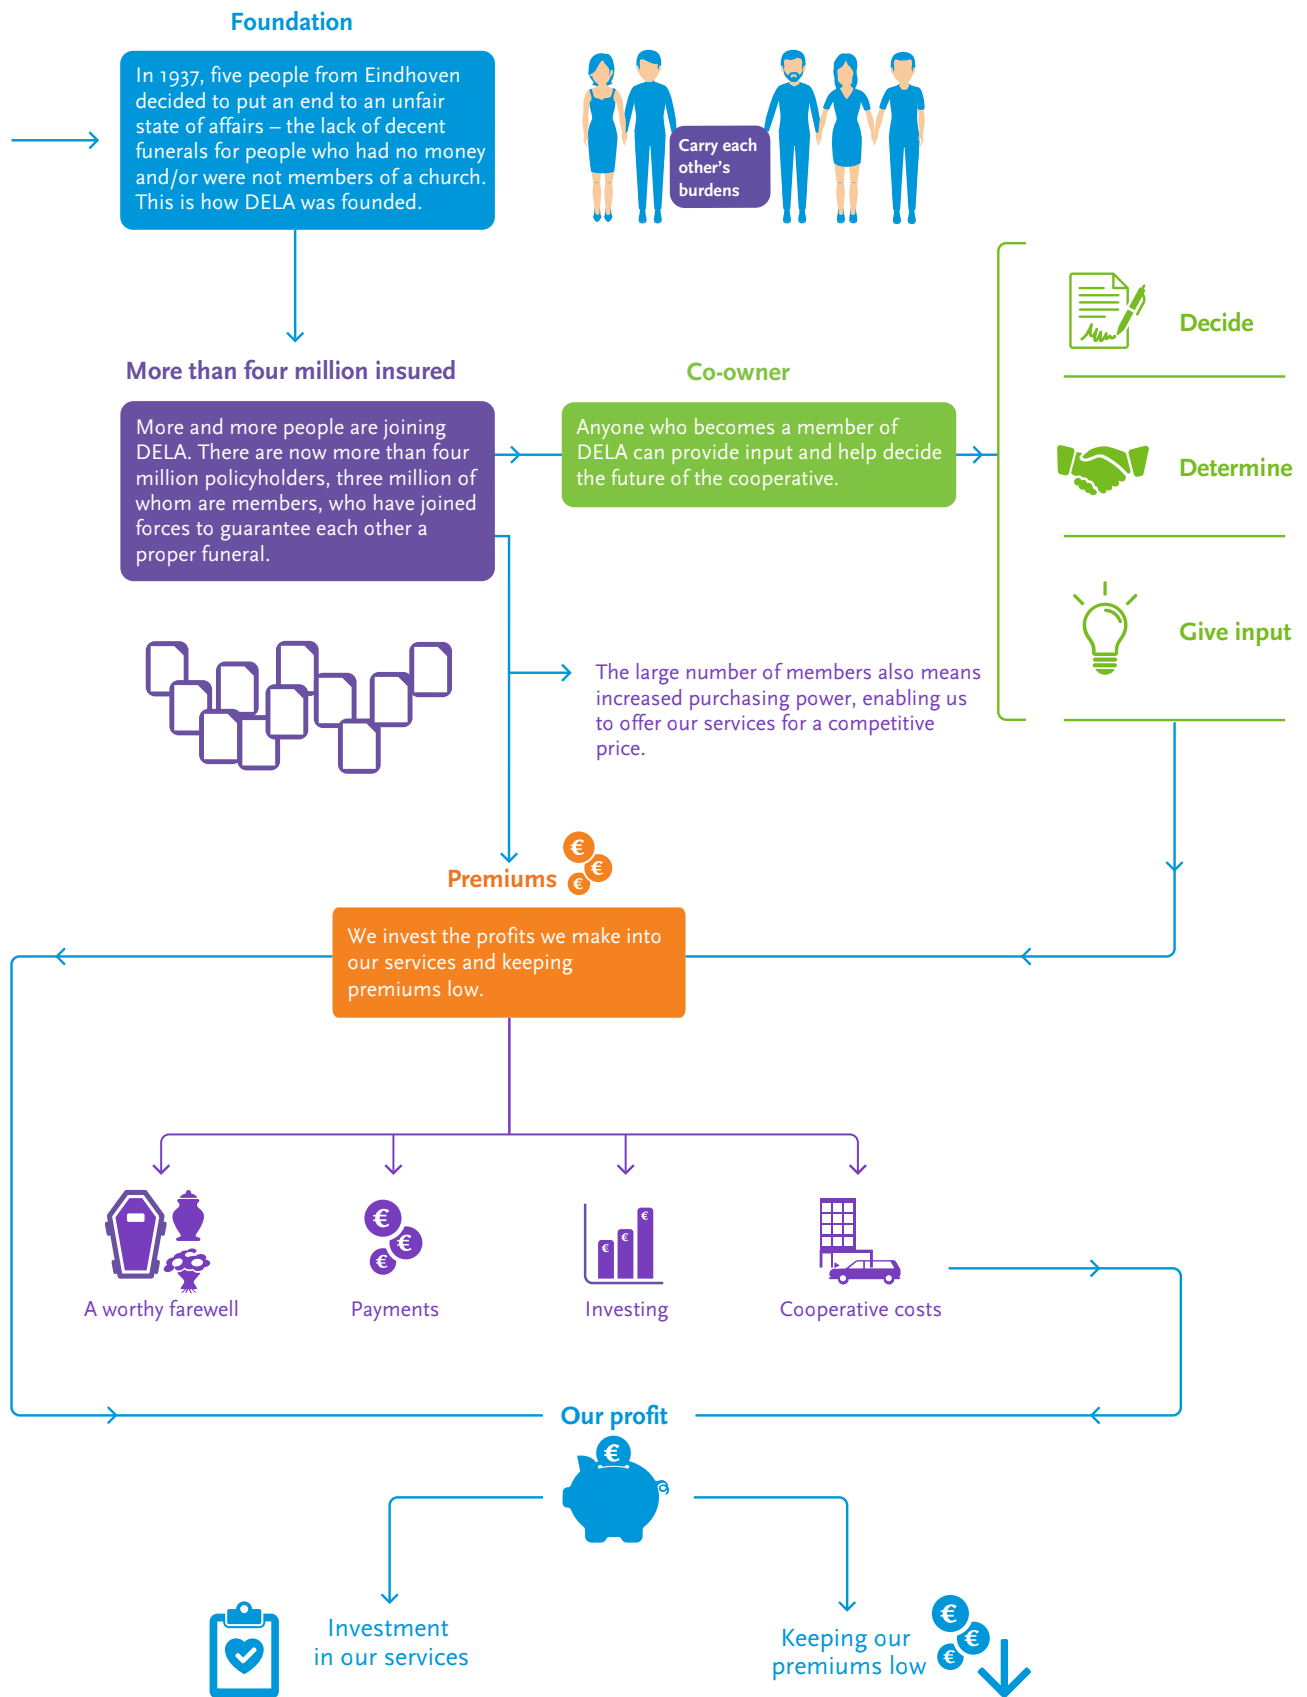 Foundation
In 1937, five people from Eindhoven
decided to put an end to an unfair
state of affairs – the lack of decent
funerals for people who had no money
and/or were not members of a church.
This is how DELA was founded.
Carry each
other's
burdens
More than four million insured
More and more people are joining
DELA. There are now more than four
million policyholders, three million of
whom are members, who have joined
forces to guarantee each other a
proper funeral.
Co-owner
Anyone who becomes a member of
DELA can provide input and help decide
the future of the cooperative.
Decide
Determine
Give input
The large number of members also means
increased purchasing power, enabling us
to offer our services for a competitive
price.
Premiums
€
€
€
We invest the profits we make into
our services and keeping
premiums low.
€
€
€
€
€
€
A worthy farewell
Payments
Investing
Cooperative costs
Our profit
€
Investment
in our services
Keeping our
premiums low
€
€
€